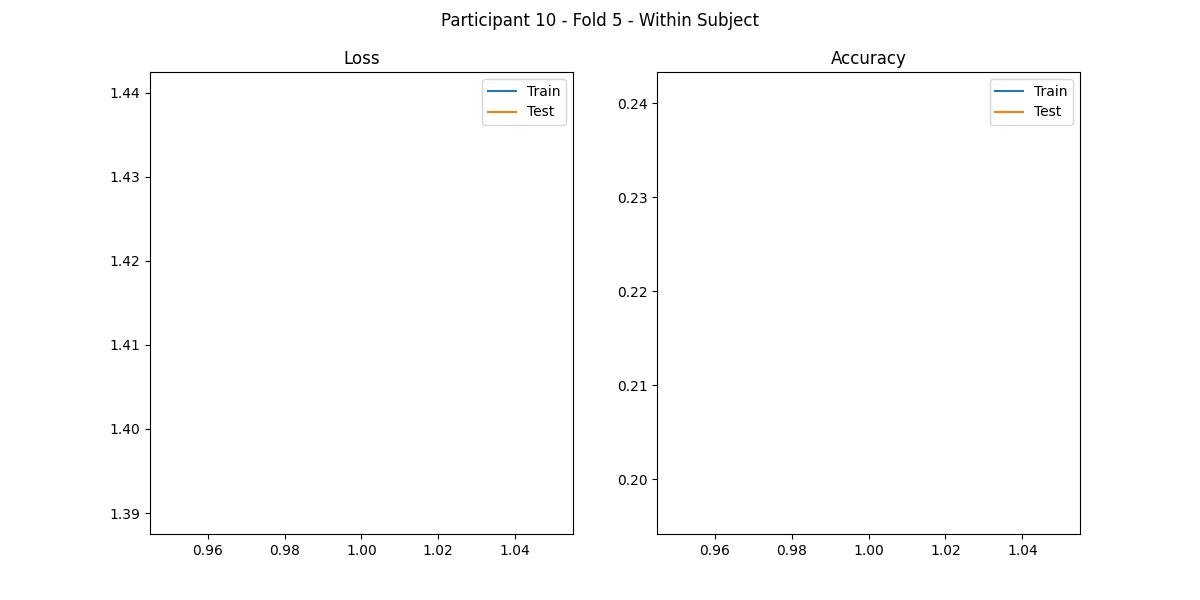 Participant 10 - Fold 5 - Within Subject
Loss
Train
Test
1.44
1.43
1.42
1.41
1.40
1.39
0.96 0.98 1.00 1.02 1.04
Accuracy
Train
Test
0.24
0.23
0.22
0.21
0.20
0.96 0.98 1.00 1.02 1.04